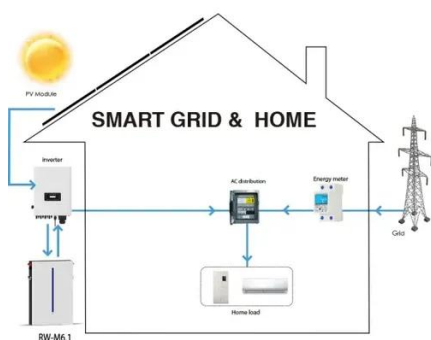 PV Module
SMART GRID & HOME
Inverter
AC distribution
Energy meter
Grid
Home load
RW-M6.1